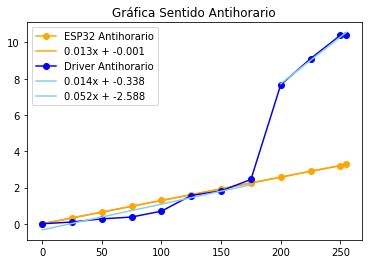 Gráfica Sentido Antihorario
ESP32 Antihorario
0.013x + -0.001
Driver Antihorario
0.014x + -0.338
0.052x + -2.588
10
8
6
4
2
0
0 50 100 150 200 250